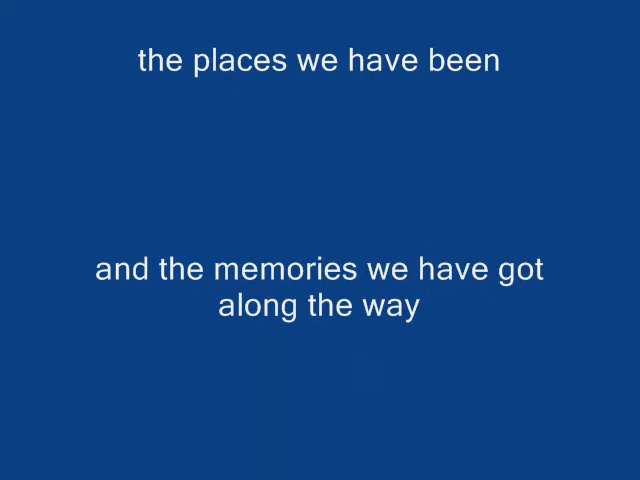 the places we have been
and the memories we have got
along the way